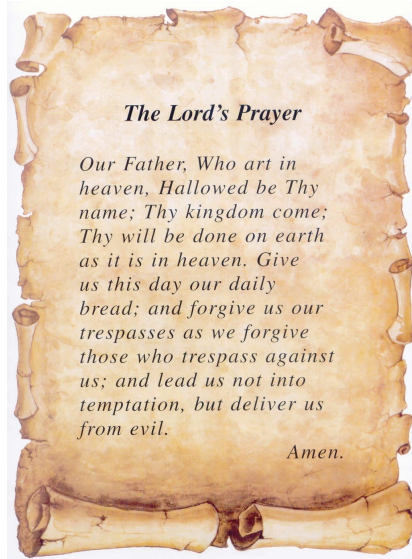 The Lord's Prayer
Our Father, Who art in
heaven, Hallowed be Thy
name; Thy kingdom come;
Thy will be done on earth
as it is in heaven. Give
us this day our daily
bread; and forgive us our
trespasses as we forgive
those who trespass against
us; and lead us not into
temptation, but deliver us
from evil.
Amen.